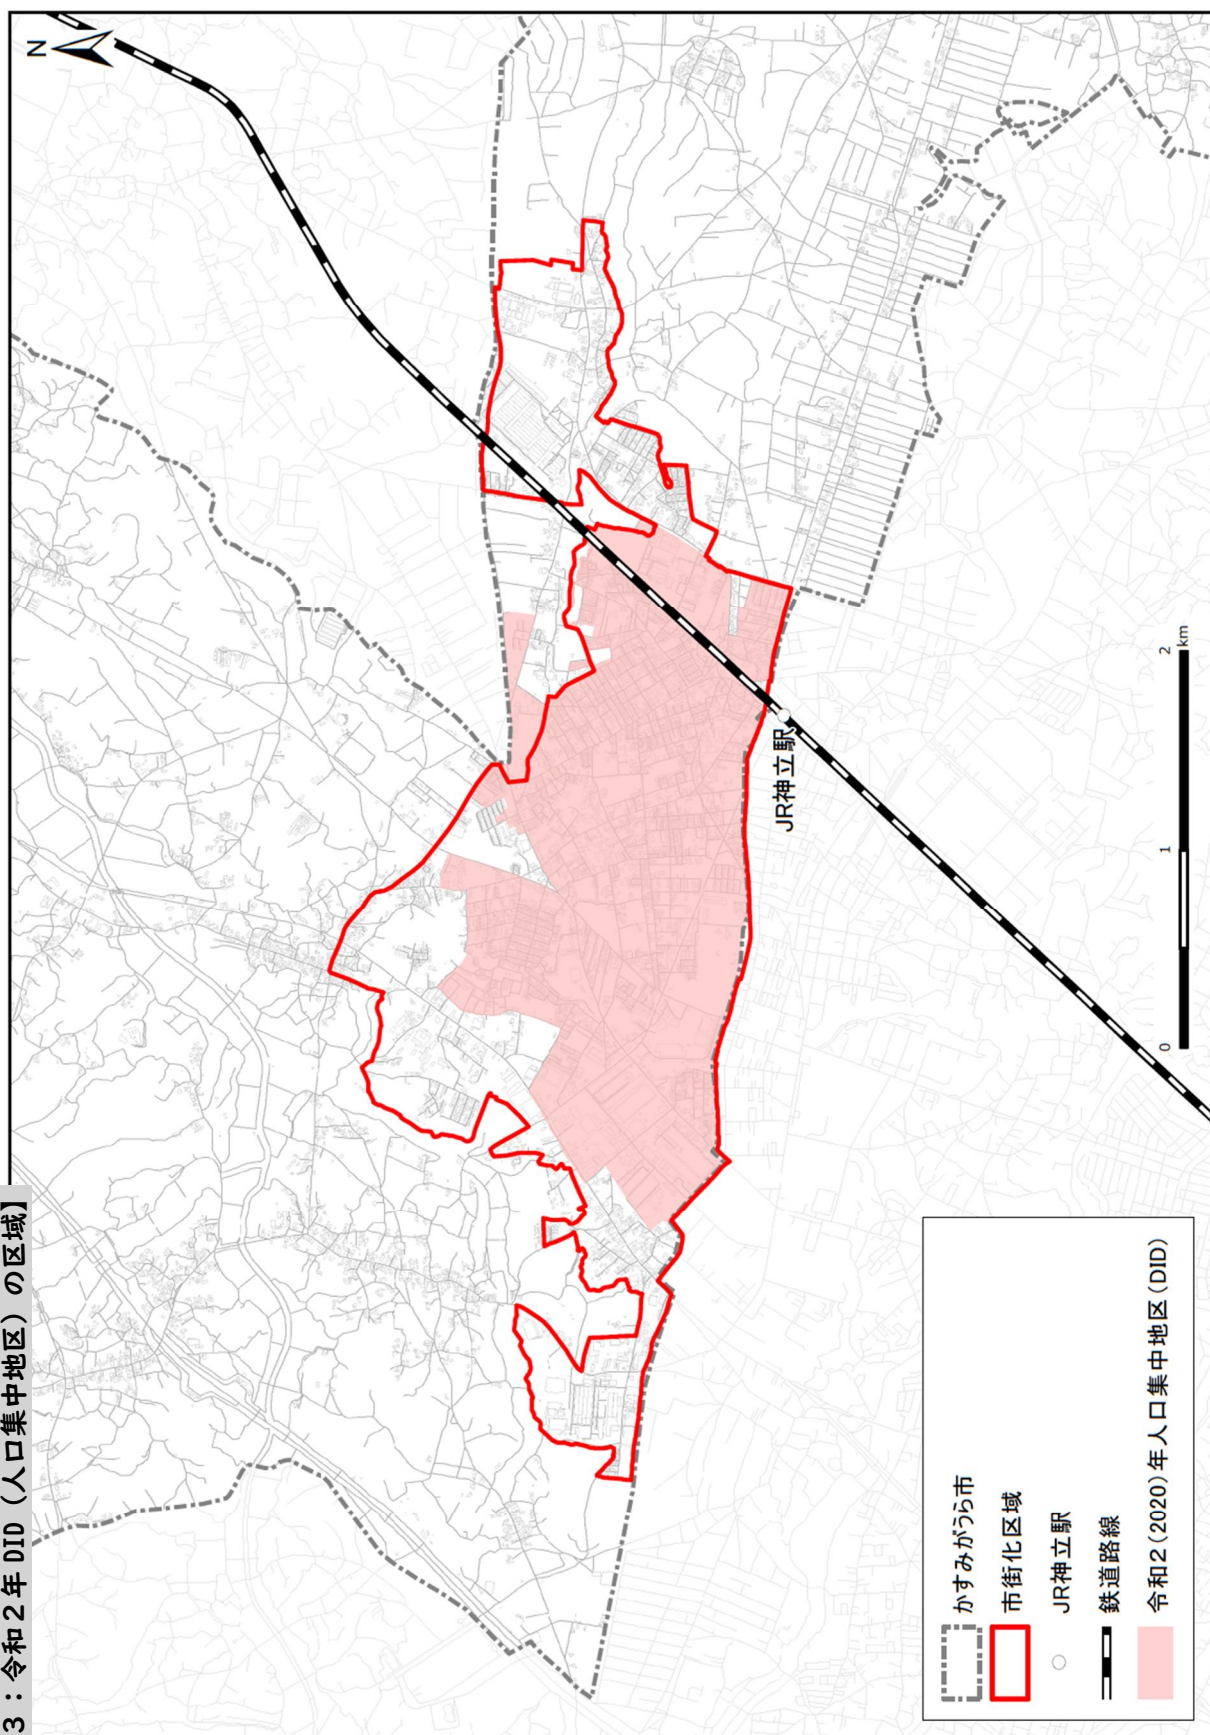 3：令和２年 DID（人口集中地区）の区域】
N
JR神立駅
0 1 2
km
かすみがうら市
市街化区域
JR神立駅
鉄道路線
令和2(2020)年人口集中地区(DID)